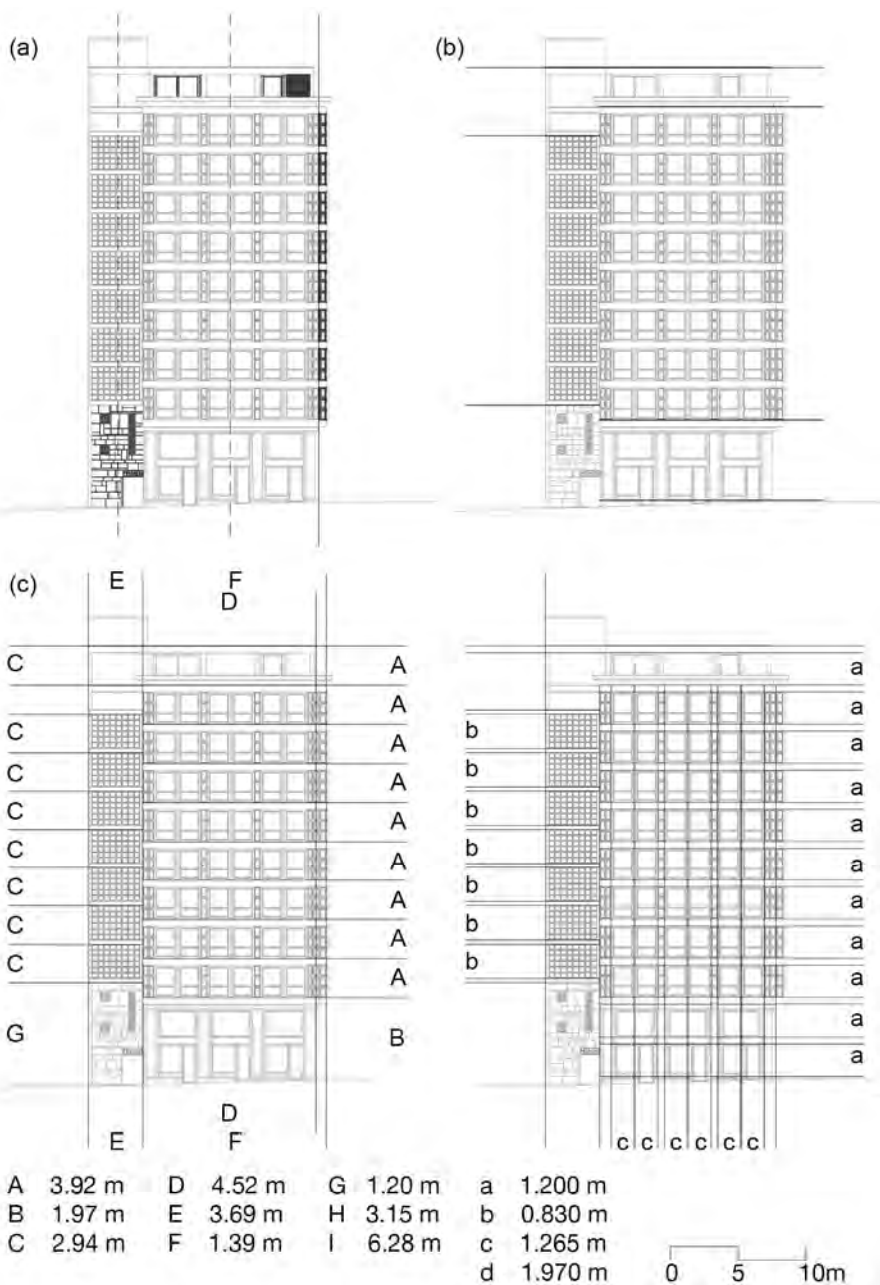 (a)
(b)
(c)
E F
D
C A a
A a
C A a
b
C A a
b
C A a
b
C A a
b
C A a
b
C A a
b
C A a
b
G B a
a
D
E F
c c c c c c
A 3.92 m D 4.52 m G 1.20 m a 1.200 m
B 1.97 m E 3.69 m H 3.15 m b 0.830 m
C 2.94 m F 1.39 m I 6.28 m c 1.265 m
d 1.970 m
0 5 10m